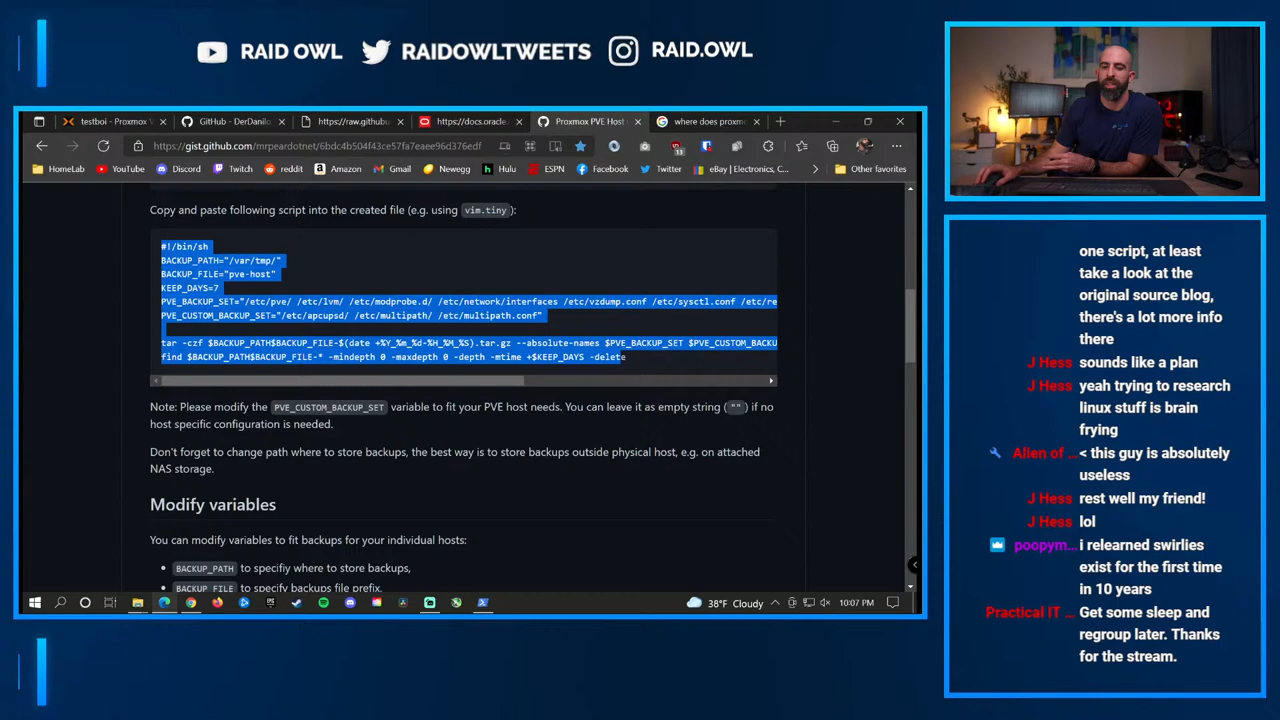 RAID OWL RAIDOWLTWEETS RAID.OWL
testboi - Proxmox V GitHub - DerDanilo https://raw.githubu https://docs.oracle Proxmox PVE Host where does proxmo
https://gist.github.com/mrpeardotnet/6bdc4b504f43ce57fa7eaee96d376edf
HomeLab YouTube Discord Twitch reddit Amazon Gmail Newegg Hulu ESPN Facebook Twitter eBay | Electronics, C... Other favorites
Copy and paste following script into the created file (e.g. using vim.tiny):
#!/bin/sh
BACKUP_PATH="/var/tmp/"
BACKUP_FILE="pve-host"
KEEP_DAYS=7
PVE_BACKUP_SET="/etc/pve/ /etc/lvm/ /etc/modprobe.d/ /etc/network/interfaces /etc/vzdump.conf /etc/sysctl.conf /etc/re
PVE_CUSTOM_BACKUP_SET="/etc/apcupsd/ /etc/multipath/ /etc/multipath.conf"
tar -czf $BACKUP_PATH$BACKUP_FILE-$(date +%Y_%m_%d-%H_%M_%S).tar.gz --absolute-names $PVE_BACKUP_SET $PVE_CUSTOM_BACKU
find $BACKUP_PATH$BACKUP_FILE-* -mindepth 0 -maxdepth 0 -depth -mtime +$KEEP_DAYS -delete
Note: Please modify the PVE_CUSTOM_BACKUP_SET variable to fit your PVE host needs. You can leave it as empty string ("") if no
host specific configuration is needed.
Don't forget to change path where to store backups, the best way is to store backups outside physical host, e.g. on attached
NAS storage.
Modify variables
You can modify variables to fit backups for your individual hosts:
BACKUP_PATH to specifiy where to store backups,
BACKUP_FILE to specify backups file prefix.
38°F Cloudy 10:07 PM
one script, at least
take a look at the
original source blog,
there's a lot more info
there
J Hess sounds like a plan
J Hess yeah trying to research
linux stuff is brain
frying
Alien of ... < this guy is absolutely
useless
J Hess rest well my friend!
J Hess lol
poopym... i relearned swirlies
exist for the first time
in 10 years
Practical IT ... Get some sleep and
regroup later. Thanks
for the stream.